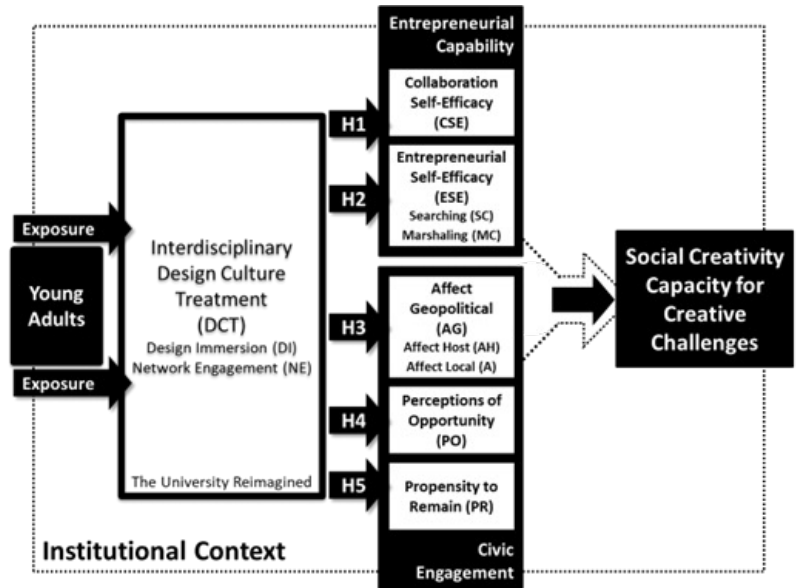 Exposure
Young
Adults
Exposure
Interdisciplinary
Design Culture
Treatment
(DCT)
Design Immersion (DI)
Network Engagement (NE)
The University Reimagined
H1
H2
H3
H4
H5
Entrepreneurial
Capability
Collaboration
Self-Efficacy
(CSE)
Entrepreneurial
Self-Efficacy
(ESE)
Searching (SC)
Marshaling (MC)
Affect
Geopolitical
(AG)
Affect Host (AH)
Affect Local (A)
Perceptions of
Opportunity
(PO)
Propensity to
Remain (PR)
Civic
Engagement
Social Creativity
Capacity for
Creative
Challenges
Institutional Context